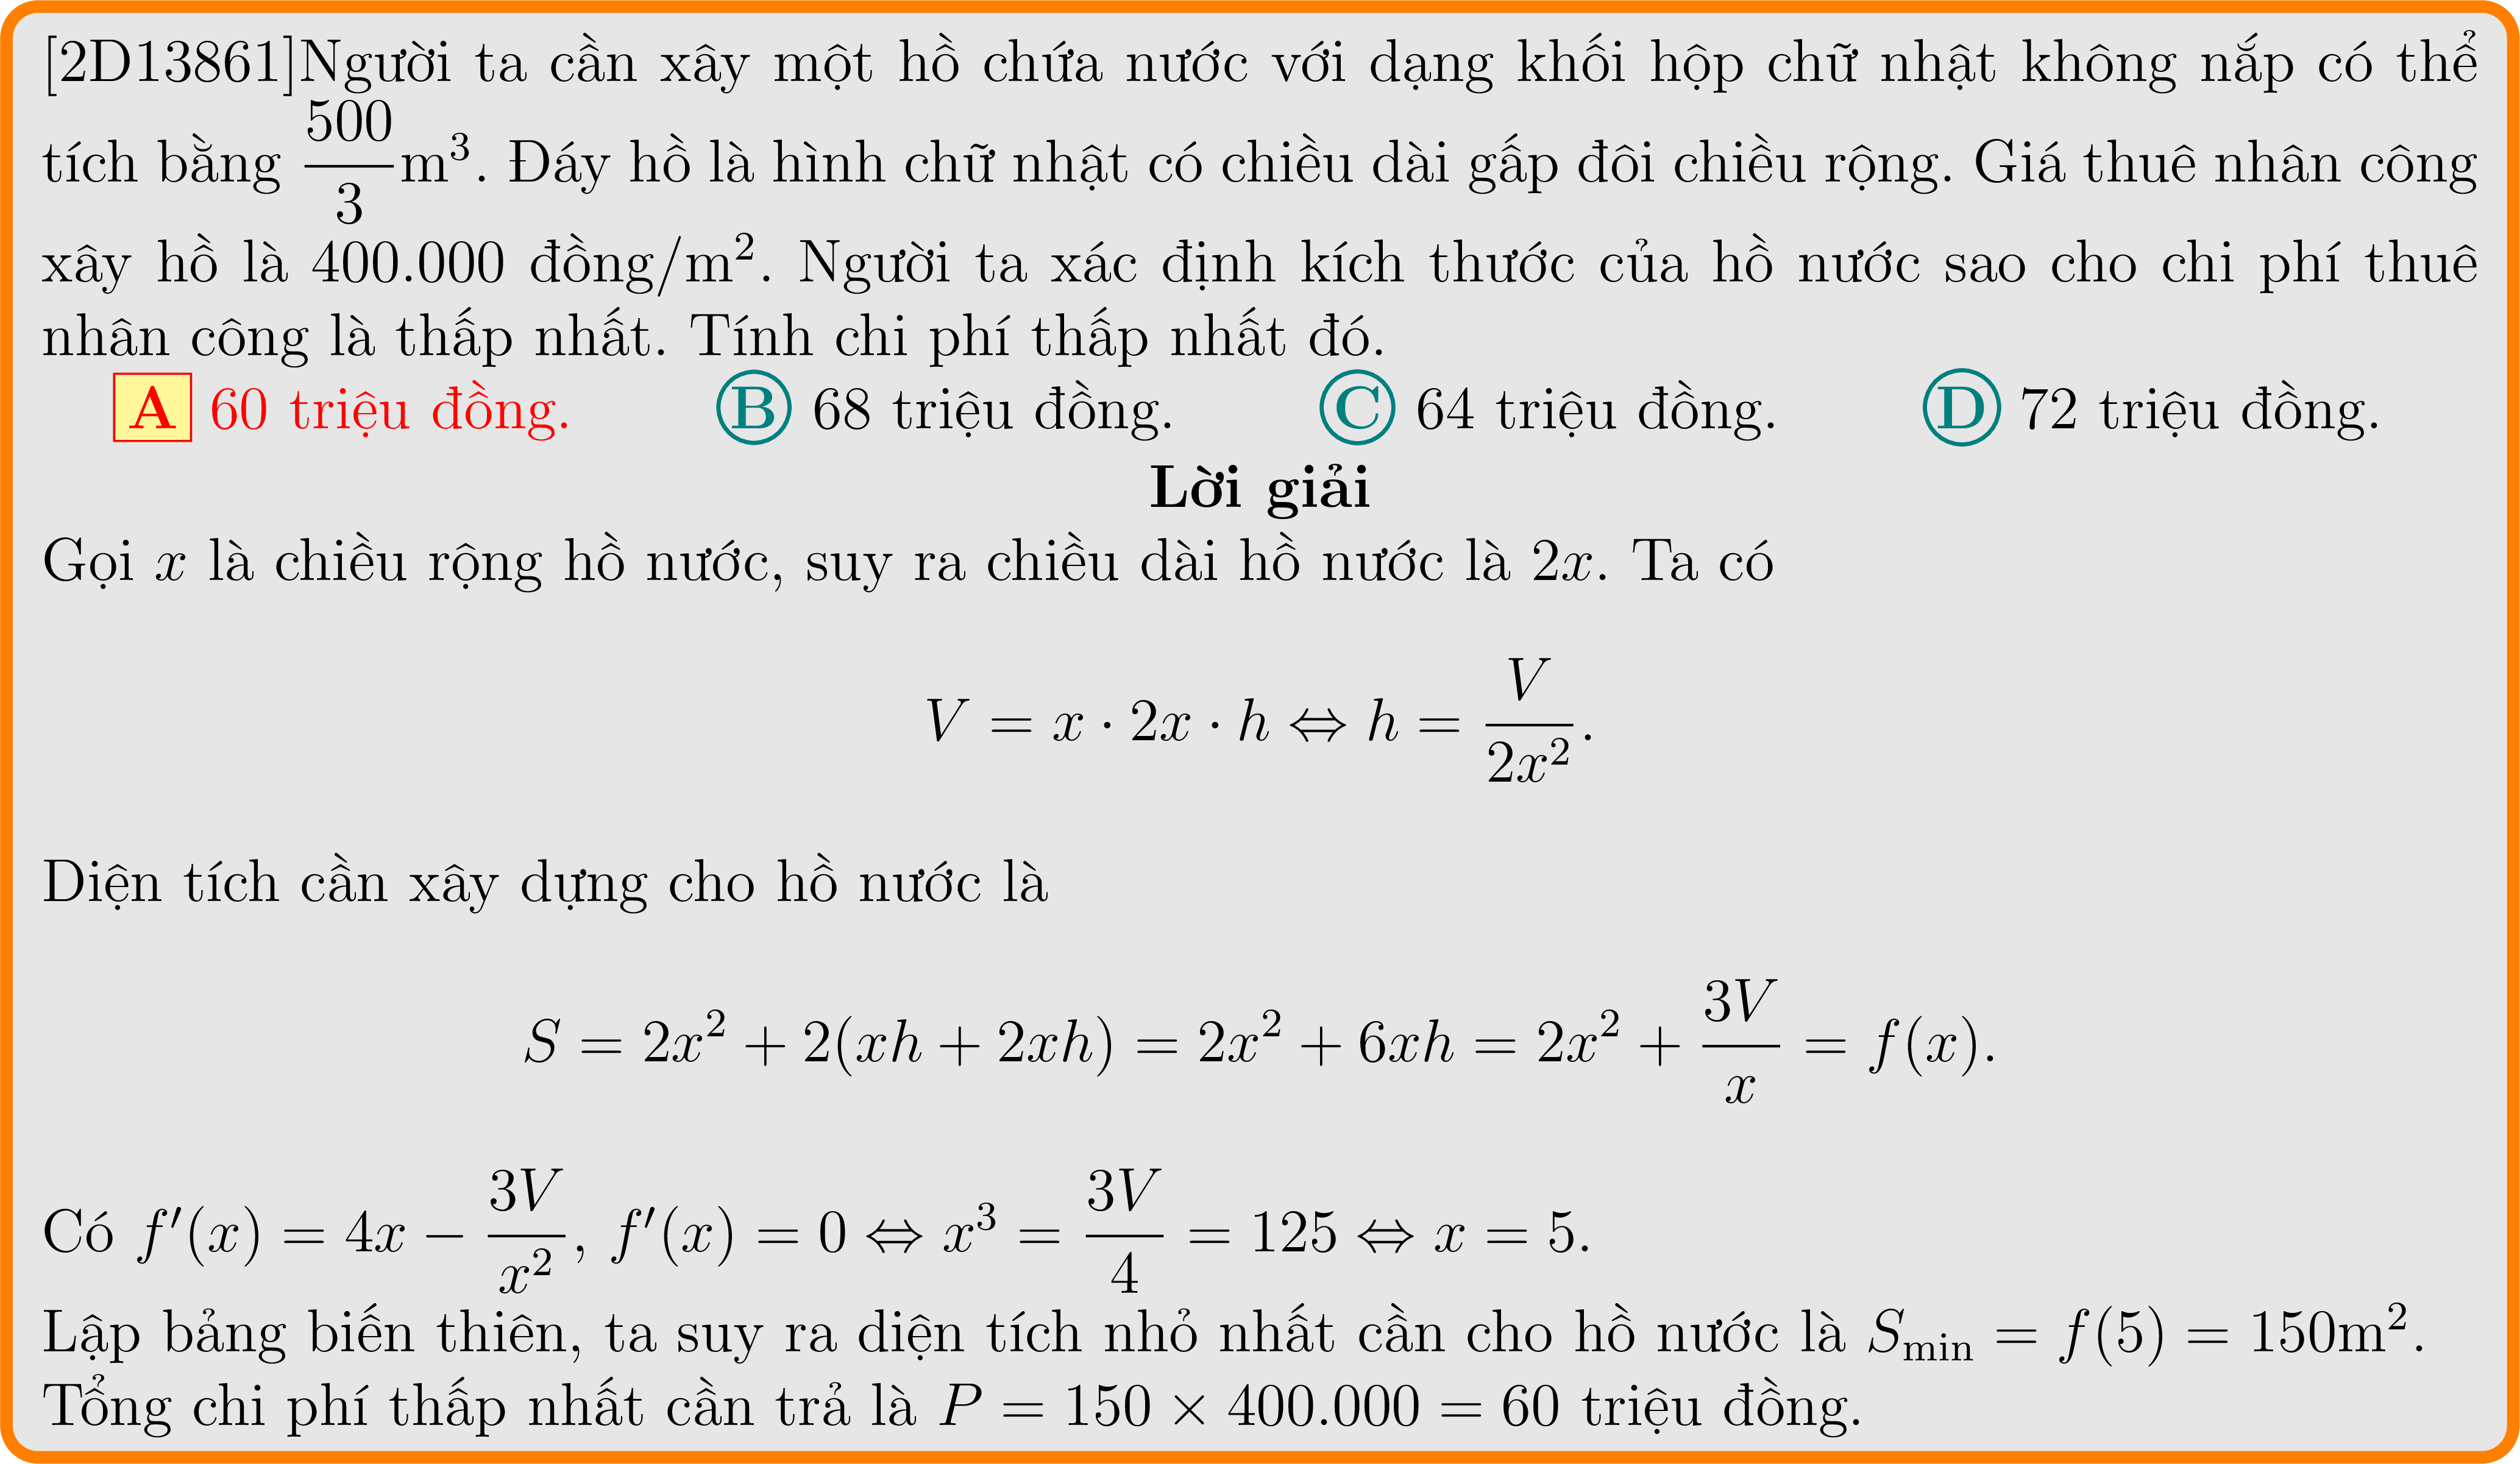 [2D13861]Người ta cần xây một hồ chứa nước với dạng khối hộp chữ nhật không nắp có thể
tích bằng $\dfrac{500}{3}$m$^3$. Đáy hồ là hình chữ nhật có chiều dài gấp đôi chiều rộng. Giá thuê nhân công
xây hồ là 400.000 đồng/m$^2$. Người ta xác định kích thước của hồ nước sao cho chi phí thuê
nhân công là thấp nhất. Tính chi phí thấp nhất đó.
A 60 triệu đồng. B 68 triệu đồng. C 64 triệu đồng. D 72 triệu đồng.
Lời giải
Gọi $x$ là chiều rộng hồ nước, suy ra chiều dài hồ nước là $2x$. Ta có
$V = x \cdot 2x \cdot h \Leftrightarrow h = \dfrac{V}{2x^2}.$
Diện tích cần xây dựng cho hồ nước là
$S = 2x^2 + 2(xh + 2xh) = 2x^2 + 6xh = 2x^2 + \dfrac{3V}{x} = f(x).$
Có $f'(x) = 4x - \dfrac{3V}{x^2}$, $f'(x) = 0 \Leftrightarrow x^3 = \dfrac{3V}{4} = 125 \Leftrightarrow x = 5.$
Lập bảng biến thiên, ta suy ra diện tích nhỏ nhất cần cho hồ nước là $S_{\min} = f(5) = 150$m$^2$.
Tổng chi phí thấp nhất cần trả là $P = 150 \times 400.000 = 60$ triệu đồng.